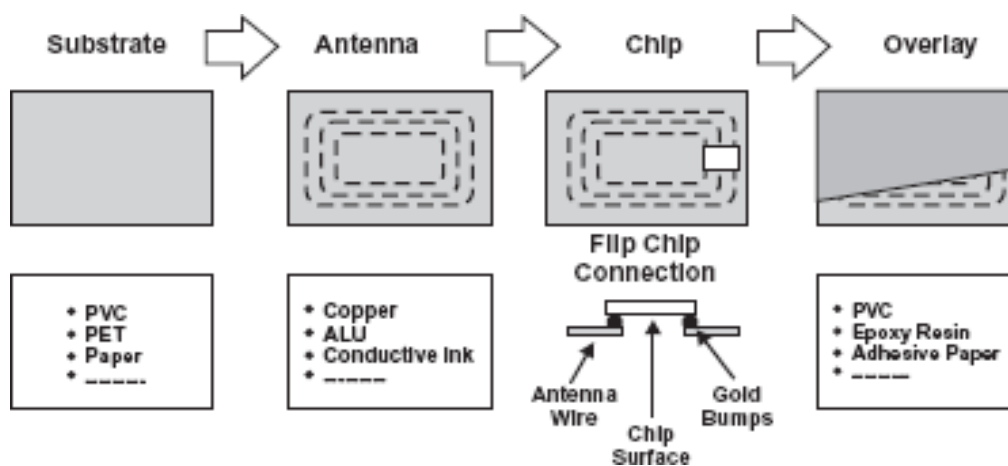 Substrate
Antenna
Chip
Overlay
Flip Chip
Connection
• PVC
• PET
• Paper
• _ _ _ _ _
• Copper
• ALU
• Conductive Ink
• _ _ _ _ _
Antenna
Wire
Chip
Surface
Gold
Bumps
• PVC
• Epoxy Resin
• Adhesive Paper
• _ _ _ _ _